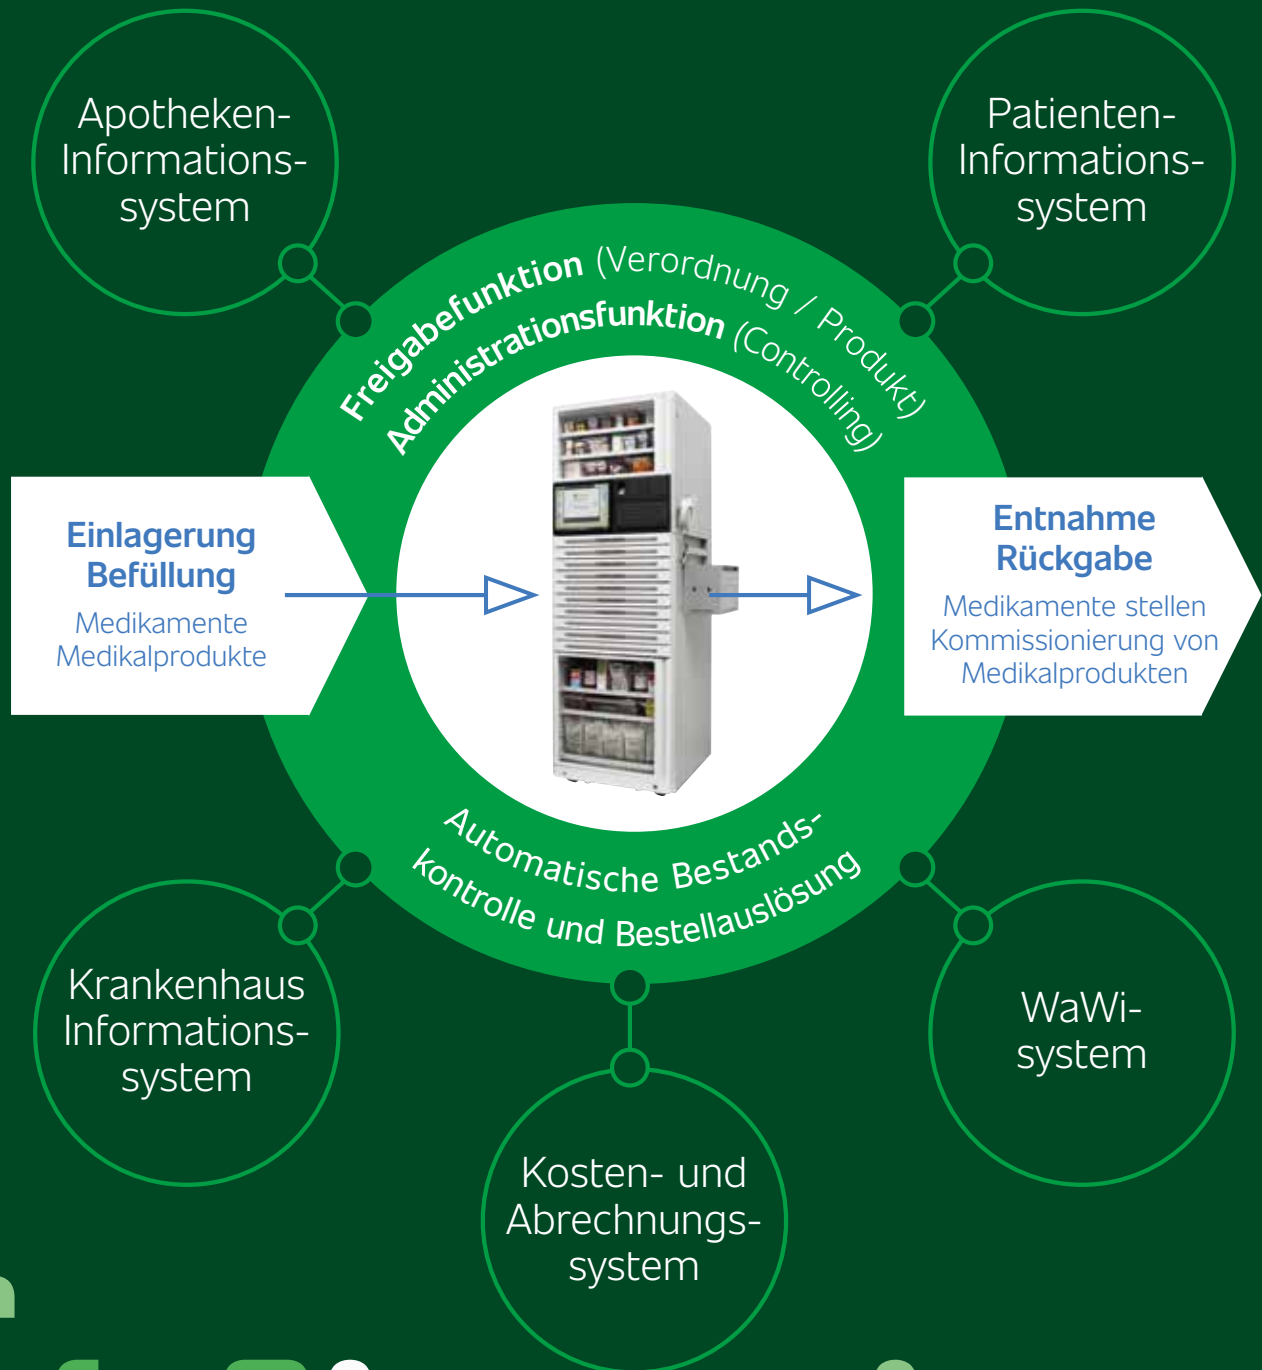 Apotheken-
Informations-
system
Patienten-
Informations-
system
Freigabefunktion (Verordnung / Produkt)
Administrationsfunktion (Controlling)
Einlagerung
Befüllung
Medikamente
Medikalprodukte
Entnahme
Rückgabe
Medikamente stellen
Kommissionierung von
Medikalprodukten
Automatische Bestands-
kontrolle und Bestellauslösung
Krankenhaus
Informations-
system
WaWi-
system
Kosten- und
Abrechnungs-
system